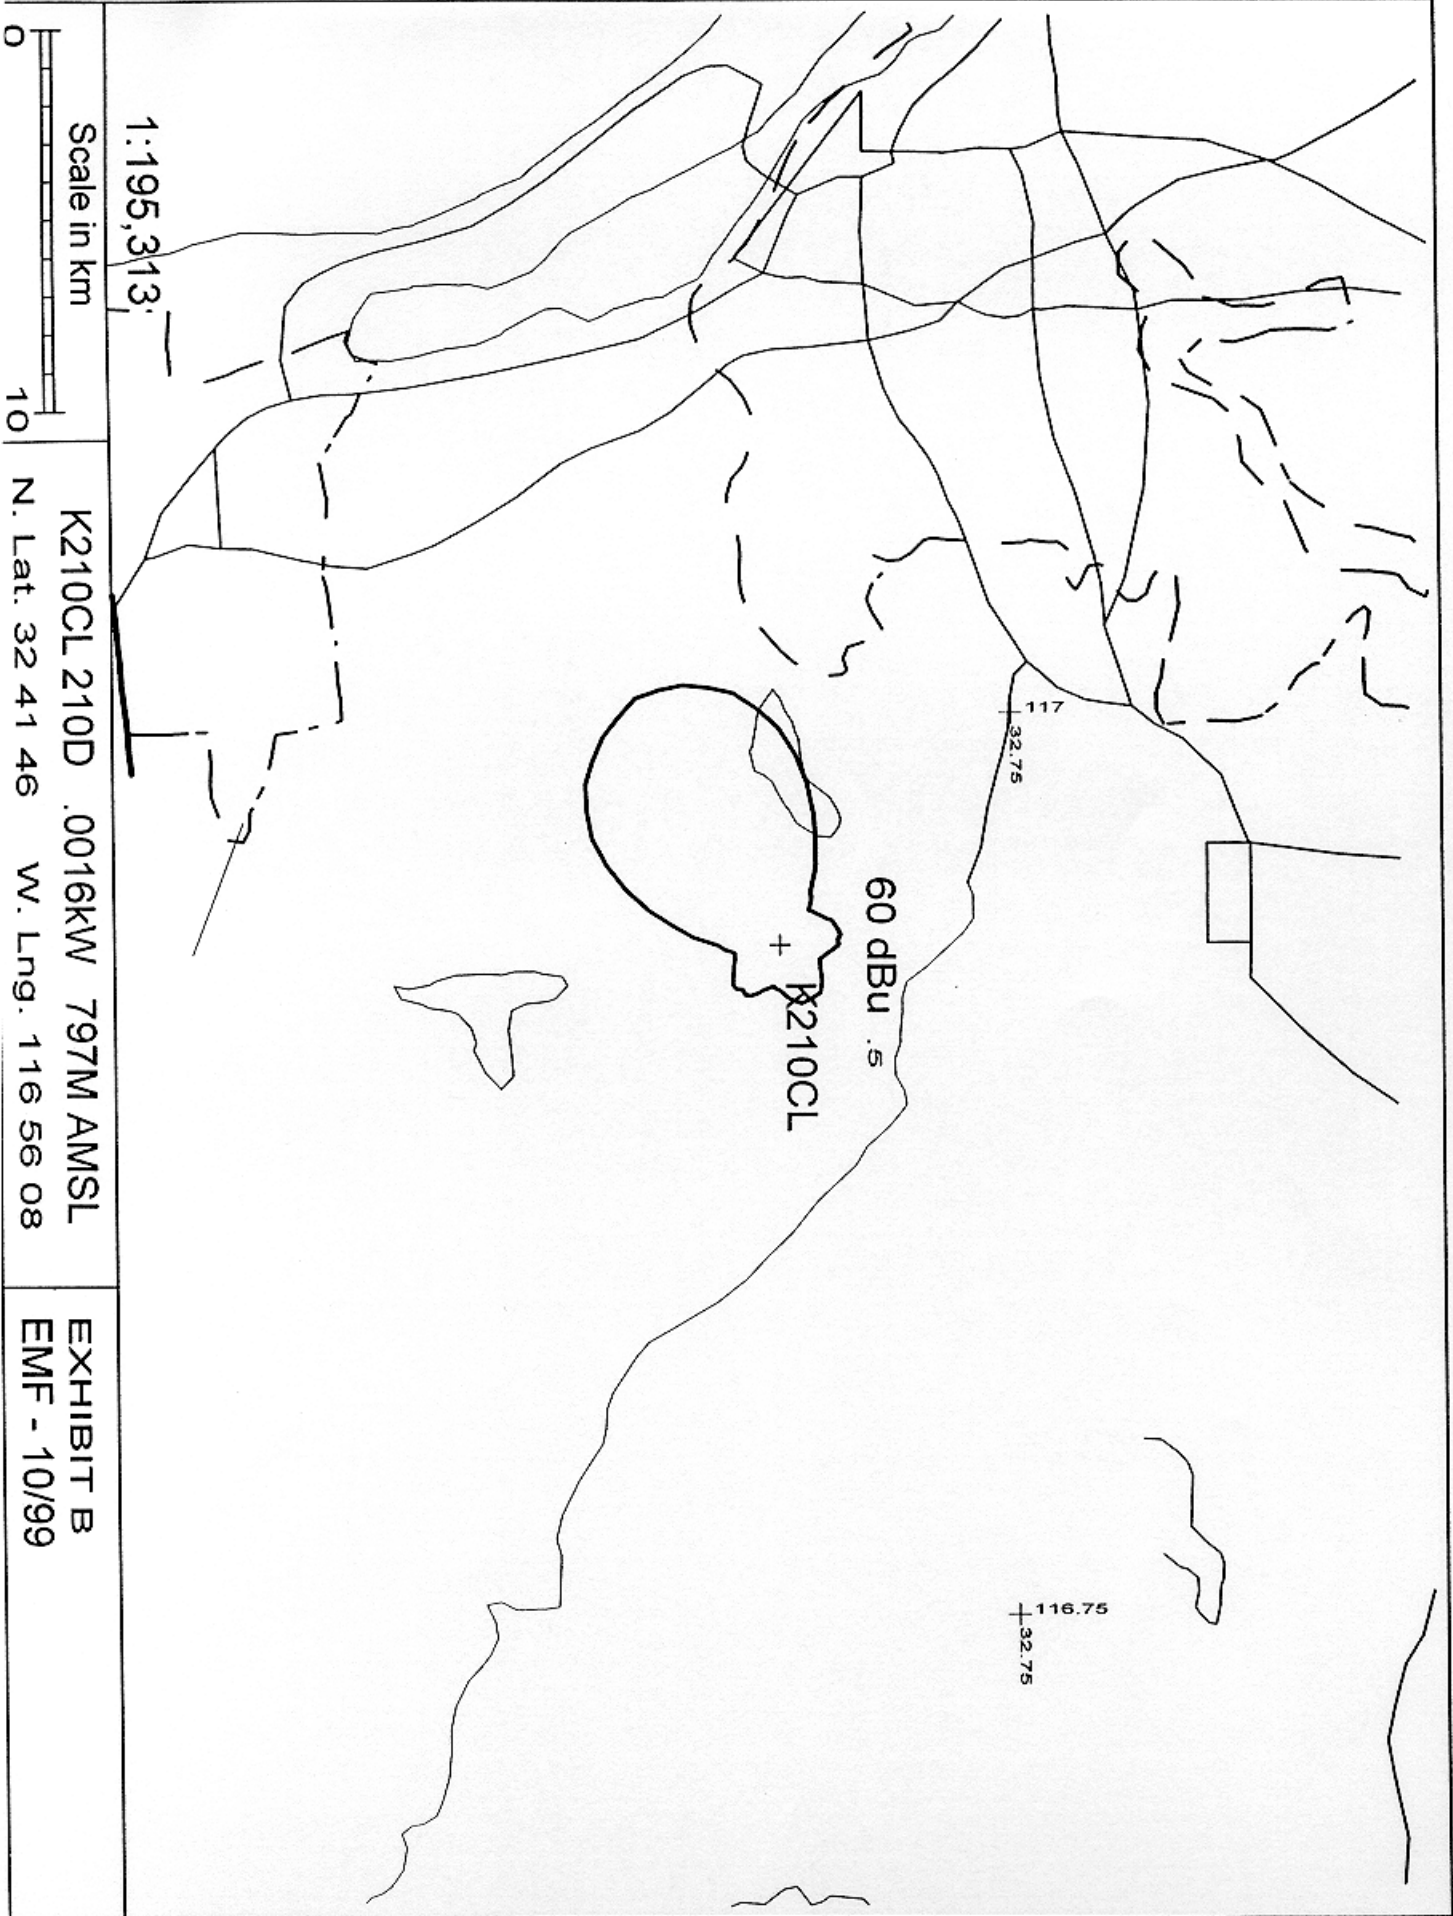 117
32.75
116.75
32.75
60 dBu .5
K210CL
1:195,313;
Scale in km
0 10
K210CL 210D .0016kW 797M AMSL
N. Lat. 32 41 46 W. Lng. 116 56 08
EXHIBIT B
EMF - 10/99